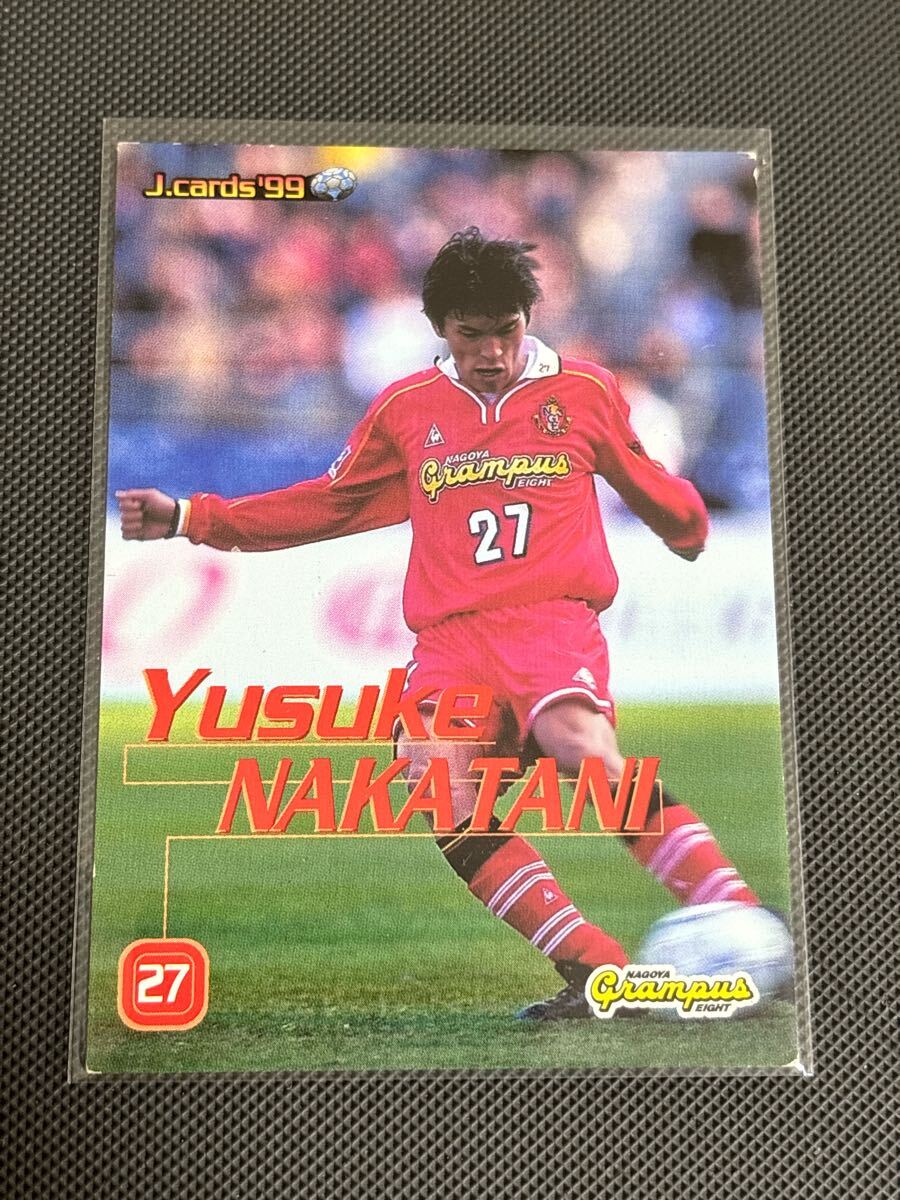 J.cards'99
27
NAGOYA
Grampus
EIGHT
27
Yusuke
NAKATANI
27
NAGOYA
Grampus
EIGHT